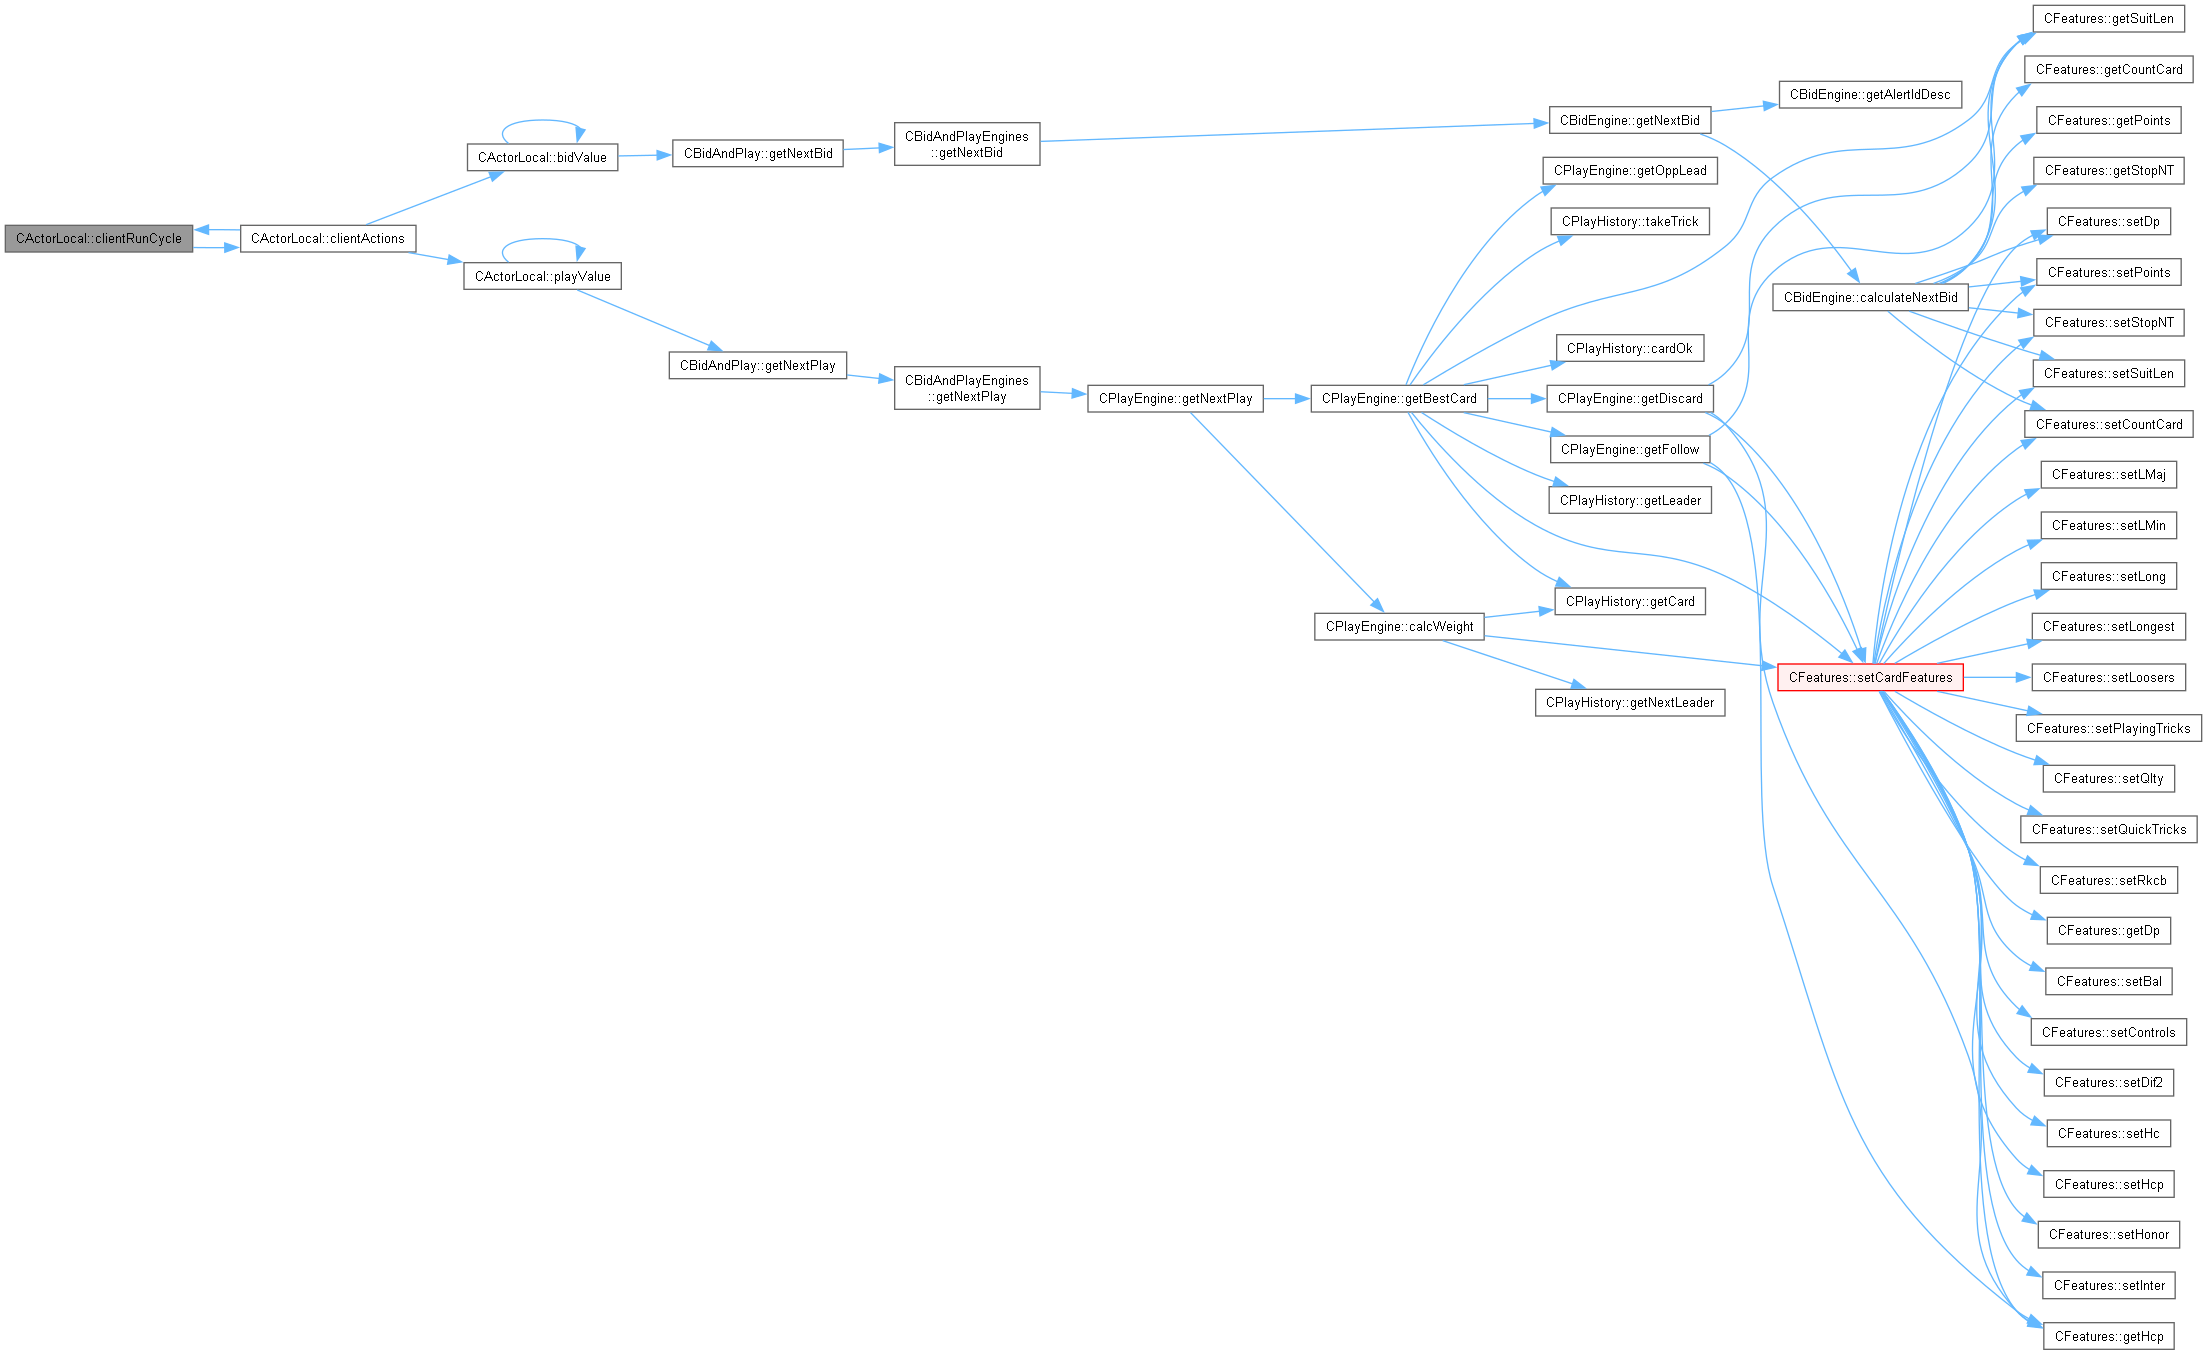 CActorLocal::clientRunCycle
CActorLocal::clientActions
CActorLocal::bidValue
CActorLocal::playValue
CBidAndPlay::getNextBid
CBidAndPlay::getNextPlay
CBidAndPlayEngines
::getNextBid
CBidAndPlayEngines
::getNextPlay
CPlayEngine::getNextPlay
CPlayEngine::getBestCard
CPlayEngine::calcWeight
CBidEngine::getNextBid
CPlayEngine::getOppLead
CPlayHistory::takeTrick
CPlayHistory::cardOk
CPlayEngine::getDiscard
CPlayEngine::getFollow
CPlayHistory::getLeader
CPlayHistory::getCard
CPlayHistory::getNextLeader
CBidEngine::getAlertIdDesc
CBidEngine::calculateNextBid
CFeatures::setCardFeatures
CFeatures::getSuitLen
CFeatures::getCountCard
CFeatures::getPoints
CFeatures::getStopNT
CFeatures::setDp
CFeatures::setPoints
CFeatures::setStopNT
CFeatures::setSuitLen
CFeatures::setCountCard
CFeatures::setLMaj
CFeatures::setLMin
CFeatures::setLong
CFeatures::setLongest
CFeatures::setLoosers
CFeatures::setPlayingTricks
CFeatures::setQlty
CFeatures::setQuickTricks
CFeatures::setRkcb
CFeatures::getDp
CFeatures::setBal
CFeatures::setControls
CFeatures::setDif2
CFeatures::setHc
CFeatures::setHcp
CFeatures::setHonor
CFeatures::setInter
CFeatures::getHcp